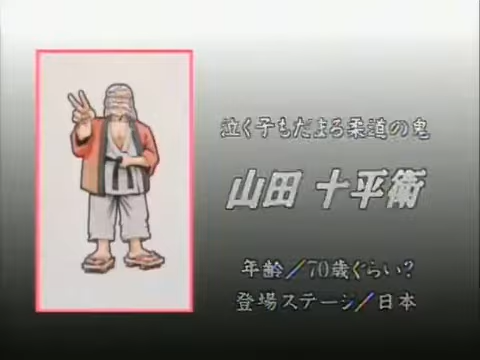 泣く子もだまる柔道の鬼
山田 十平衛
年齢／70歳ぐらい？
登場ステージ／日本